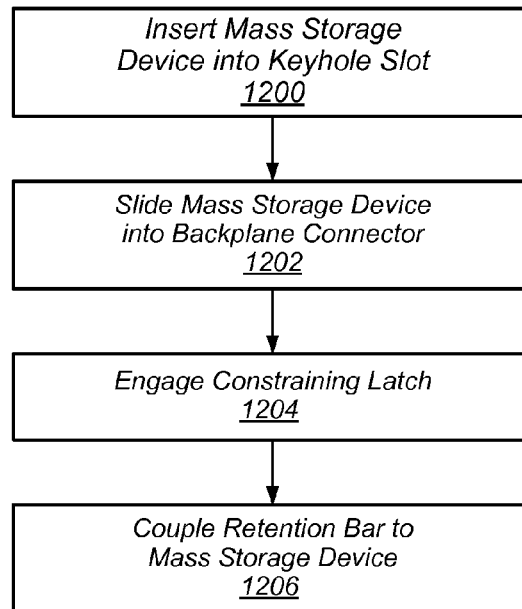 Insert Mass Storage
Device into Keyhole Slot
1200
Slide Mass Storage Device
into Backplane Connector
1202
Engage Constraining Latch
1204
Couple Retention Bar to
Mass Storage Device
1206